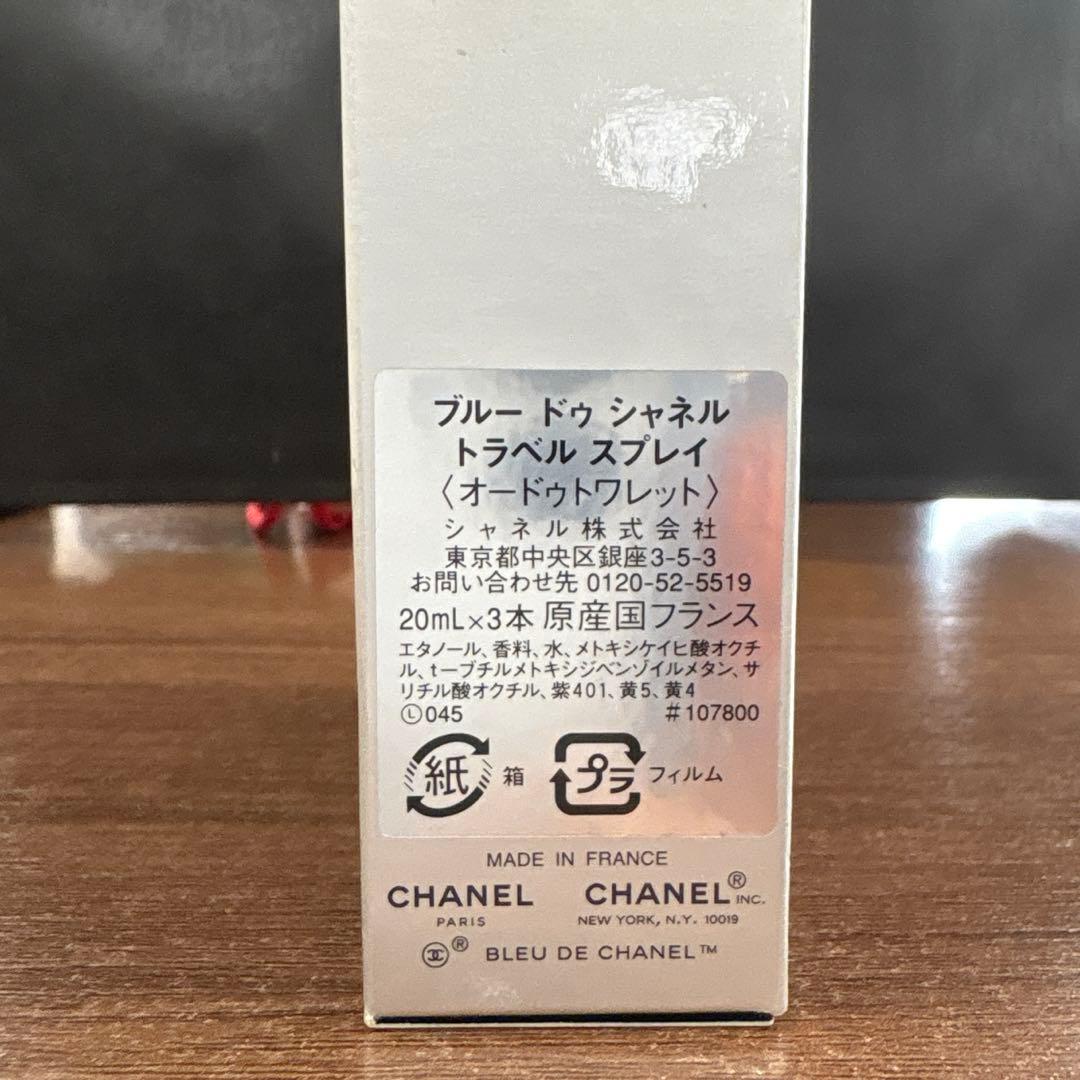 ブルー ドゥ シャネル
トラベル スプレイ
〈オードゥトワレット〉
シャネル株式会社
東京都中央区銀座3-5-3
お問い合わせ先 0120-52-5519
20mL×3本 原産国フランス
エタノール、香料、水、メトキシケイヒ酸オクチ
ル、t-ブチルメトキシジベンゾイルメタン、サ
リチル酸オクチル、紫401、黄5、黄4
Ⓛ045 #107800
紙 箱 プラ フィルム
MADE IN FRANCE
CHANEL CHANEL® INC.
PARIS NEW YORK, N.Y. 10019
® BLEU DE CHANEL™